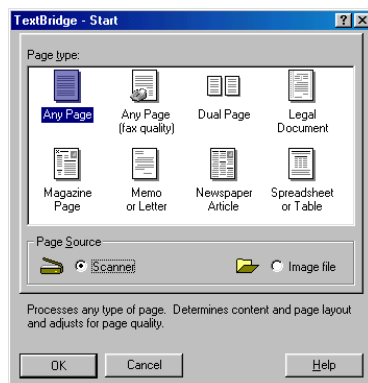 TextBridge - Start
Page type:
Any Page
Any Page
(fax quality)
Dual Page
Legal
Document
Magazine
Page
Memo
or Letter
Newspaper
Article
Spreadsheet
or Table
Page Source
Scanner
Image file
Processes any type of page. Determines content and page layout
and adjusts for page quality.
OK
Cancel
Help